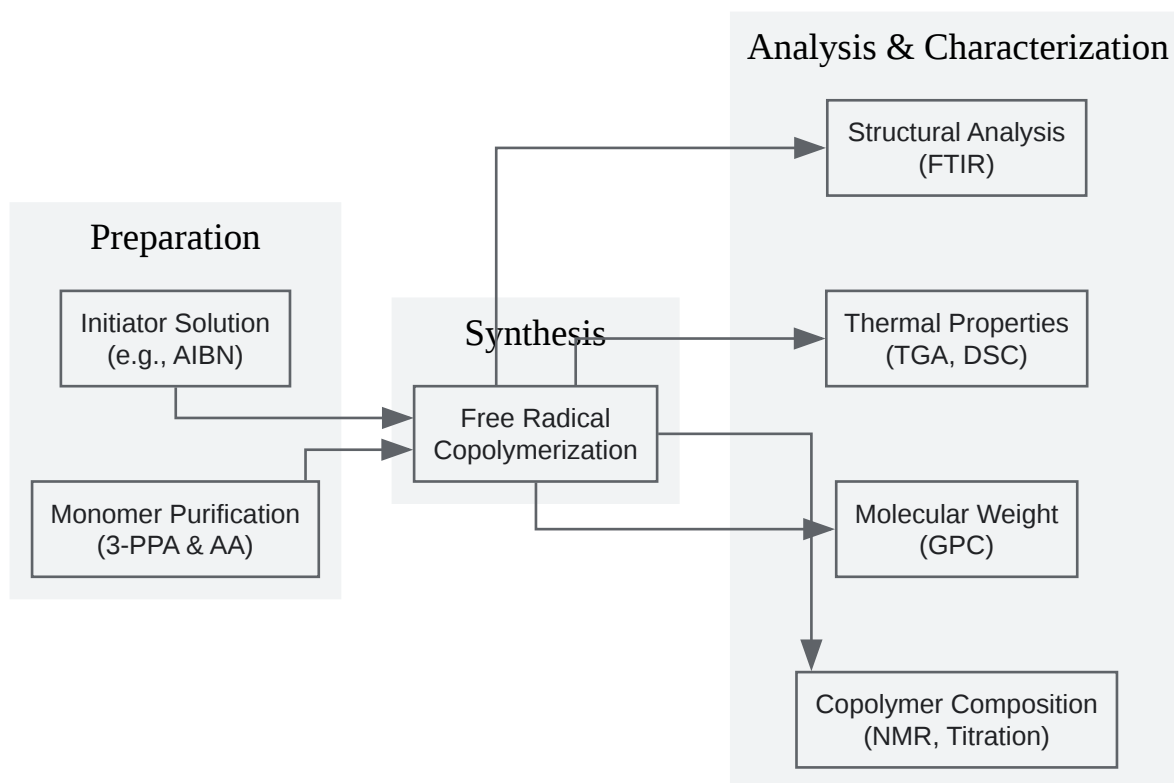 Preparation
Initiator Solution
(e.g., AIBN)
Monomer Purification
(3-PPA & AA)
Synthesis
Free Radical
Copolymerization
Analysis & Characterization
Structural Analysis
(FTIR)
Thermal Properties
(TGA, DSC)
Molecular Weight
(GPC)
Copolymer Composition
(NMR, Titration)